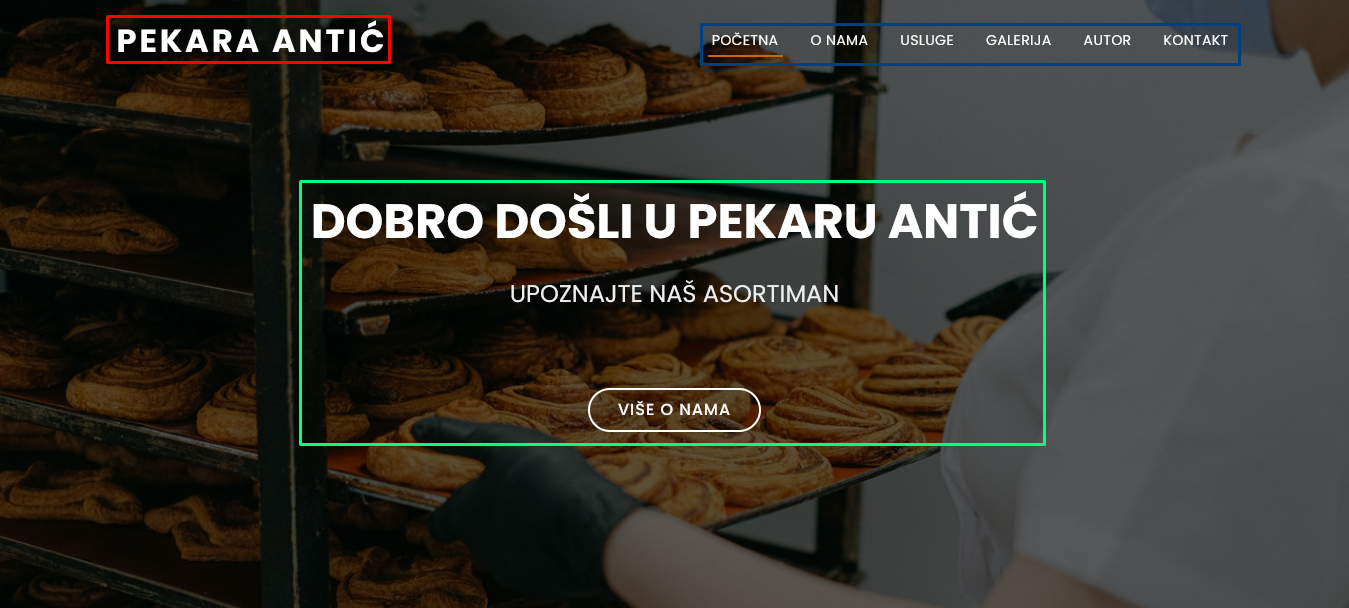 PEKARA ANTIĆ
POČETNA O NAMA USLUGE GALERIJA AUTOR KONTAKT
DOBRO DOŠLI U PEKARU ANTIĆ
UPOZNAJTE NAŠ ASORTIMAN
VIŠE O NAMA